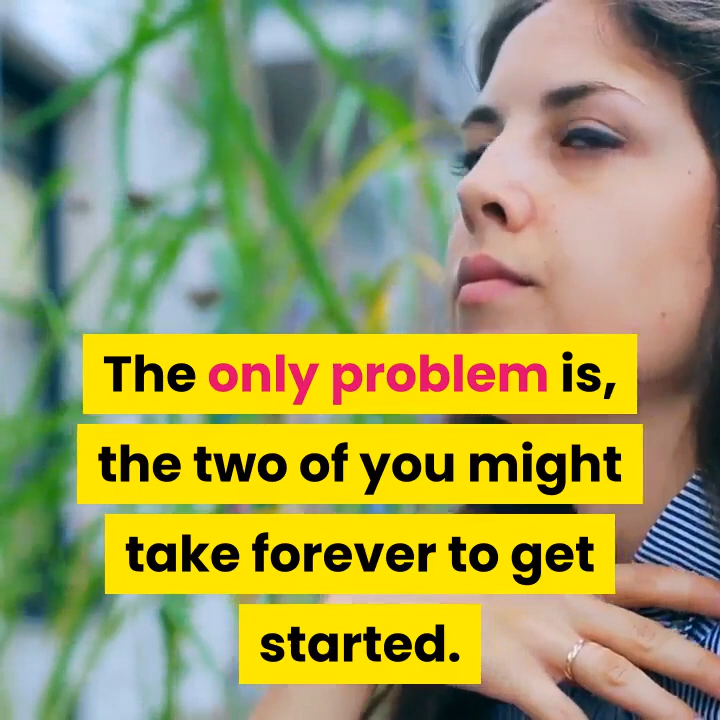 The only problem is,
the two of you might
take forever to get
started.